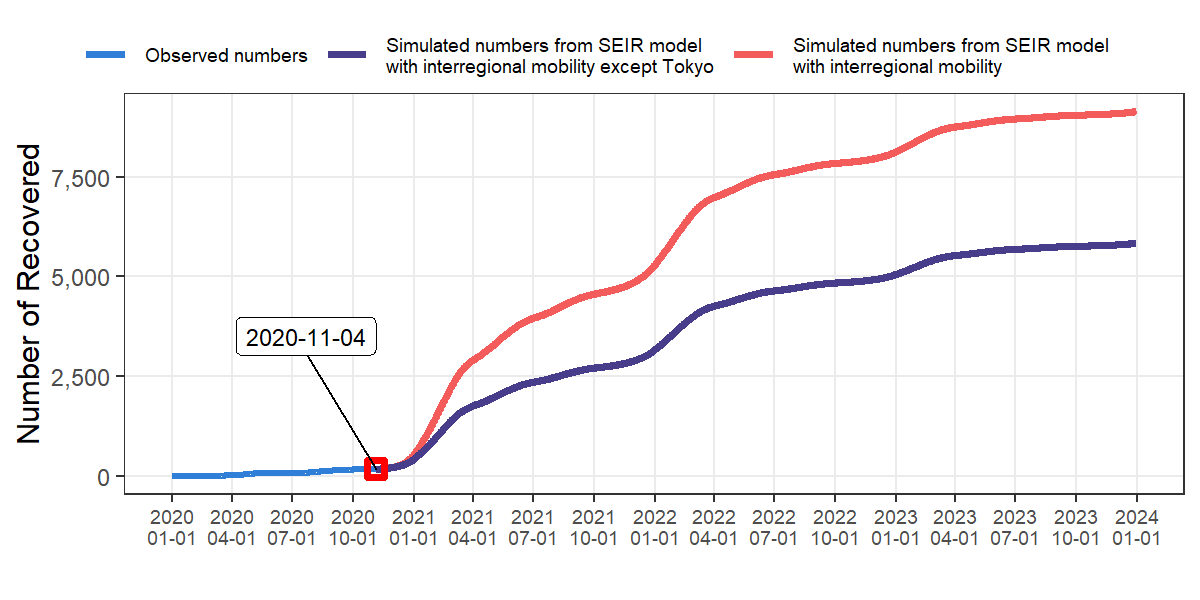 Observed numbers
Simulated numbers from SEIR model
with interregional mobility except Tokyo
Simulated numbers from SEIR model
with interregional mobility
Number of Recovered
7,500
5,000
2,500
0
2020-11-04
2020 2020 2020 2020 2021 2021 2021 2021 2022 2022 2022 2022 2023 2023 2023 2023 2024
01-01 04-01 07-01 10-01 01-01 04-01 07-01 10-01 01-01 04-01 07-01 10-01 01-01 04-01 07-01 10-01 01-01